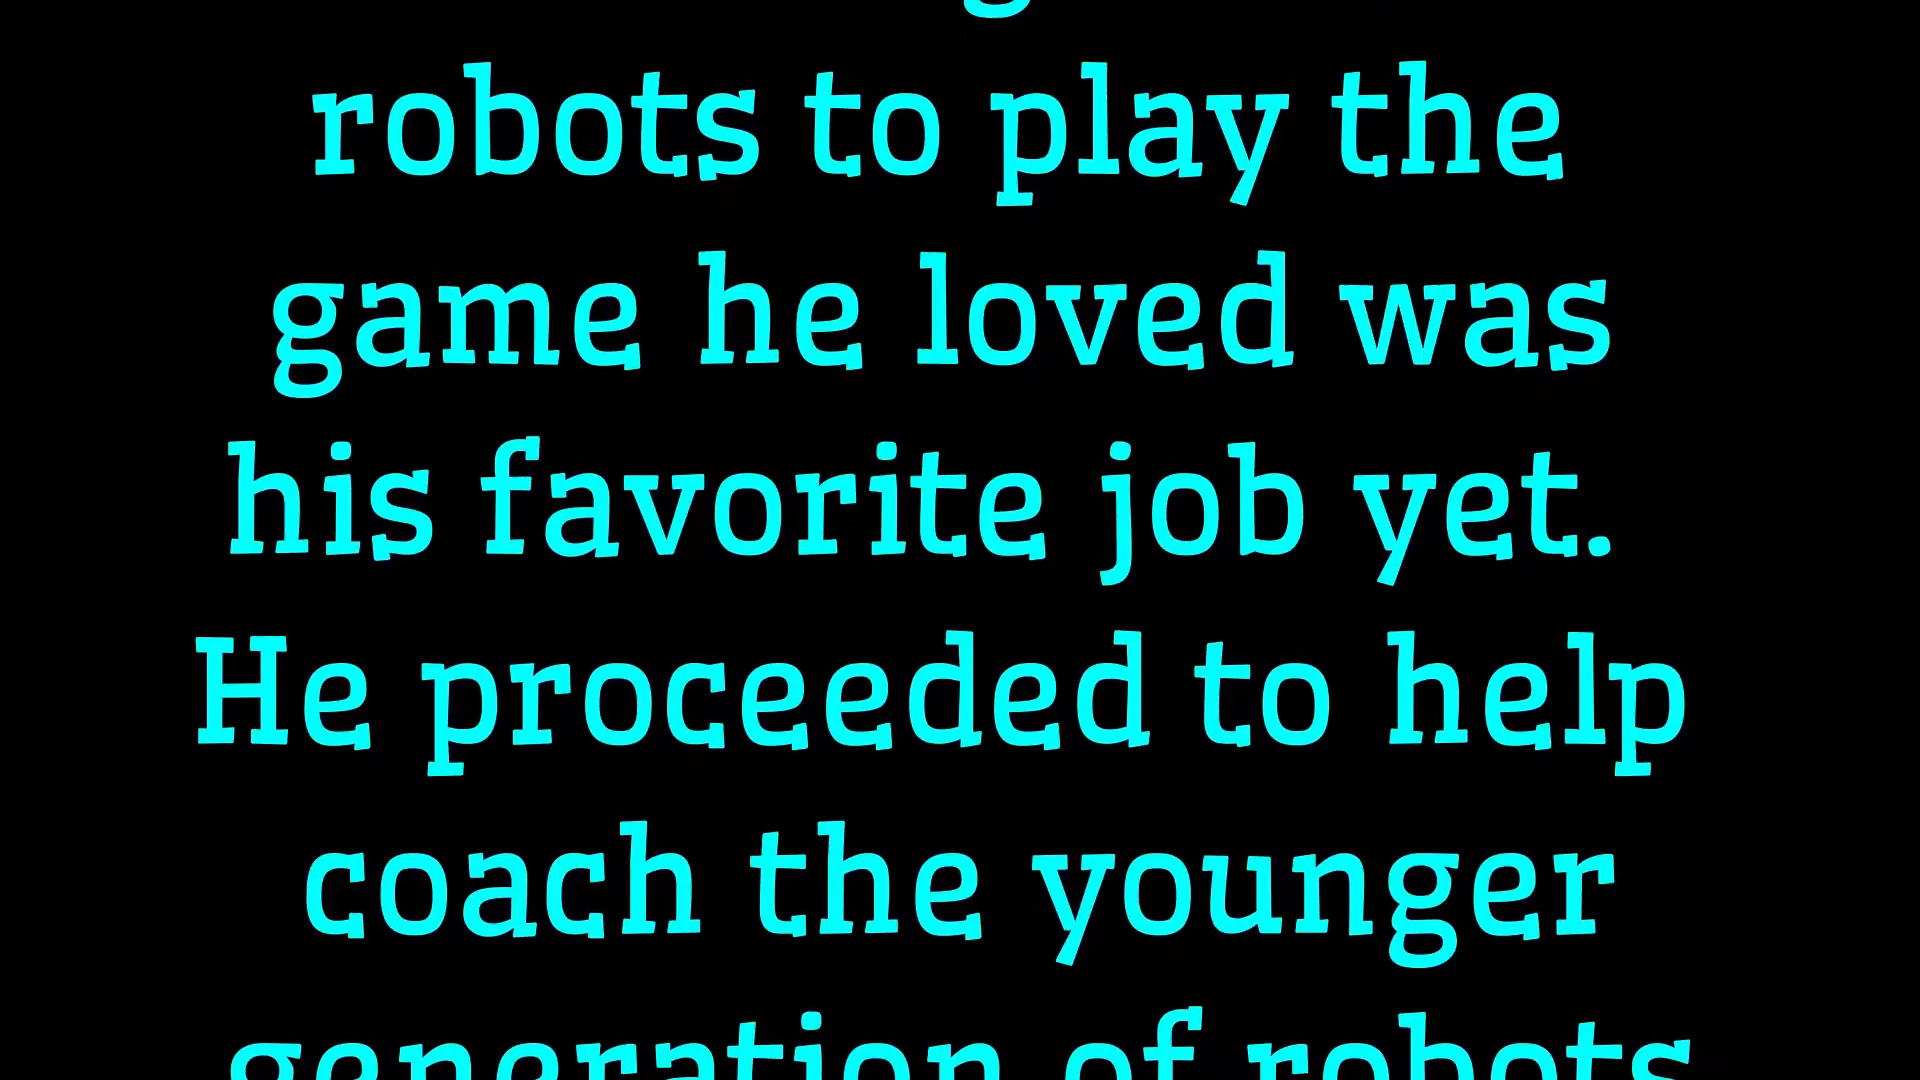 robots to play the
game he loved was
his favorite job yet.
He proceeded to help
coach the younger
generation of robots